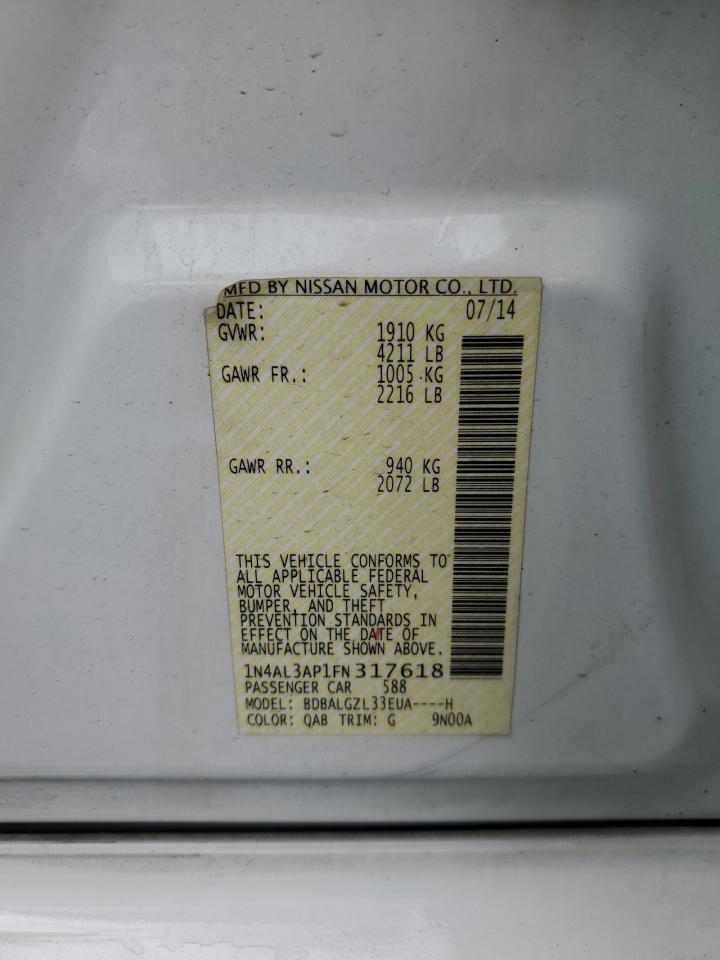 MFD BY NISSAN MOTOR CO., LTD.
DATE: 07/14
GVWR: 1910 KG
4211 LB
GAWR FR.: 1005 KG
2216 LB
GAWR RR.: 940 KG
2072 LB
THIS VEHICLE CONFORMS TO
ALL APPLICABLE FEDERAL
MOTOR VEHICLE SAFETY,
BUMPER, AND THEFT
PREVENTION STANDARDS IN
EFFECT ON THE DATE OF
MANUFACTURE SHOWN ABOVE.
1N4AL3AP1FN317618
PASSENGER CAR 588
MODEL: BDBALGZL33EUA----H
COLOR: QAB TRIM: G 9N00A